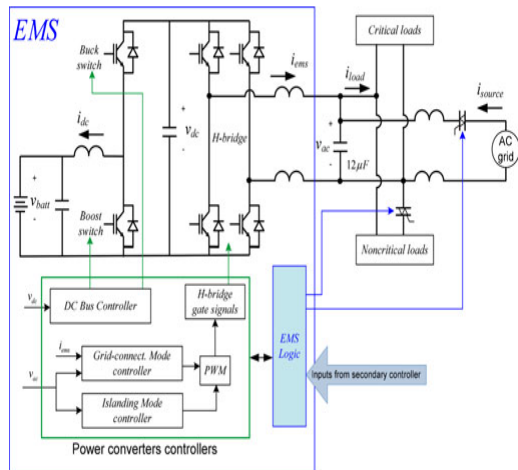 EMS
Buck
switch
i_ems
i_load
Critical loads
i_source
i_dc
+
v_dc
-
H-bridge
+
v_ac
-
12µF
AC
grid
+
v_batt
-
Boost
switch
Noncritical loads
v_dc
DC Bus Controller
H-bridge
gate signals
i_ems
Grid-connect. Mode
controller
PWM
EMS
Logic
Inputs from secondary controller
v_ac
Islanding Mode
controller
Power converters controllers